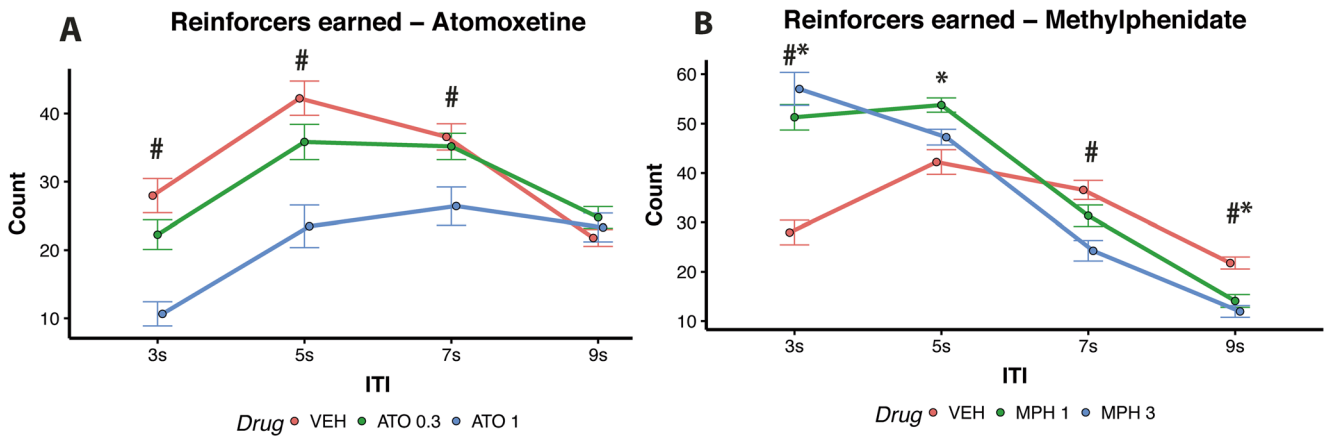 A
Reinforcers earned – Atomoxetine
#
#
#
Count
40
30
20
10
3s
5s
7s
9s
ITI
Drug VEH ATO 0.3 ATO 1
B
Reinforcers earned – Methylphenidate
#*
*
#
#*
Count
60
50
40
30
20
10
3s
5s
7s
9s
ITI
Drug VEH MPH 1 MPH 3